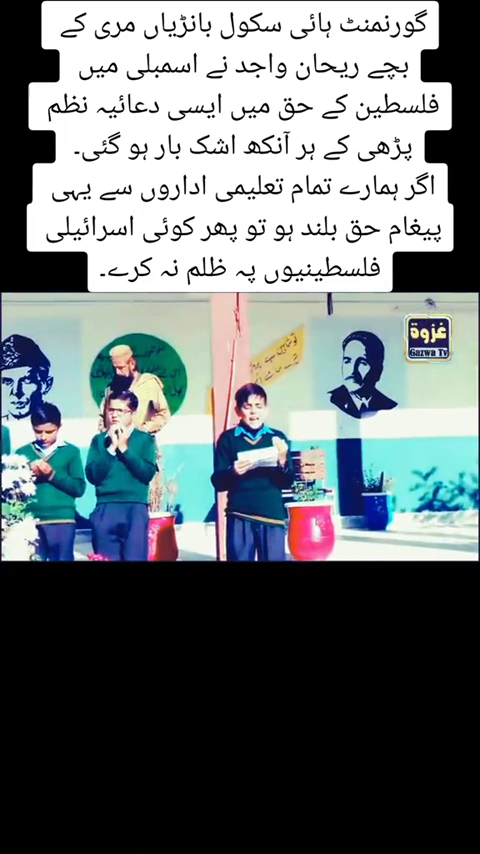 گورنمنٹ ہائی سکول بانڑیاں مری کے
بچے ریحان واجد نے اسمبلی میں
فلسطین کے حق میں ایسی دعائیہ نظم
پڑھی کے ہر آنکھ اشک بار ہو گئی۔
اگر ہمارے تمام تعلیمی اداروں سے یہی
پیغام حق بلند ہو تو پھر کوئی اسرائیلی
فلسطینیوں پہ ظلم نہ کرے۔
غزوة
Gazwa Tv